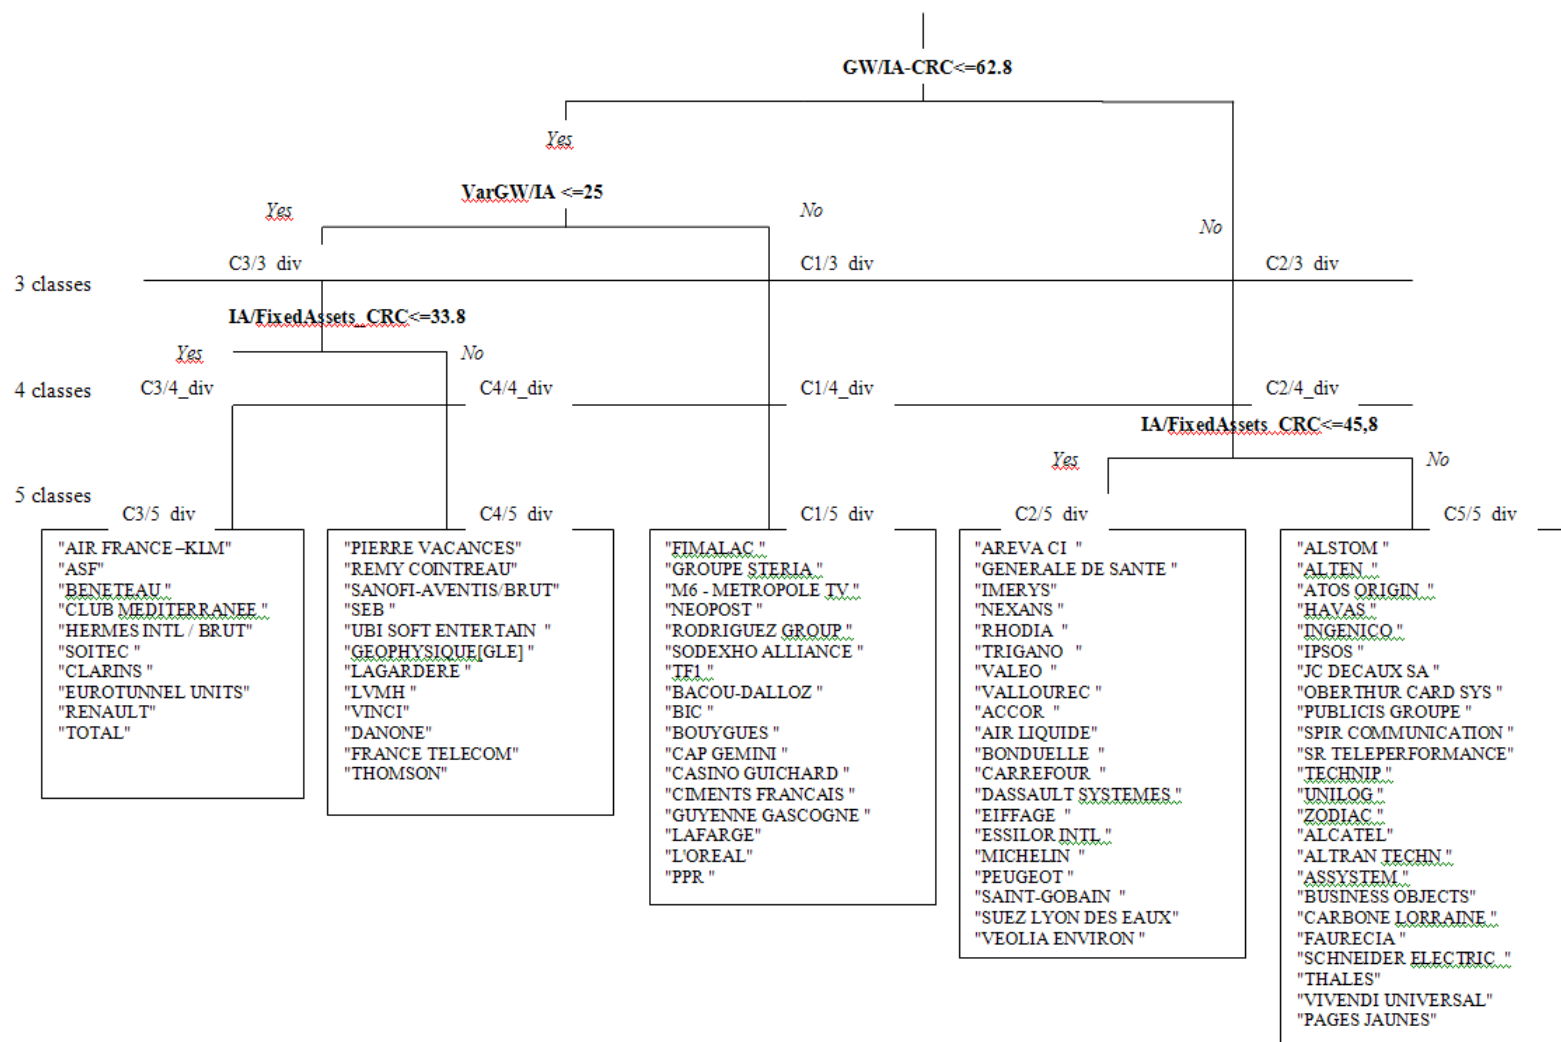 GW/IA-CRC<=62.8
Yes
VarGW/IA <=25
Yes
No
No
C3/3 div
C1/3 div
C2/3 div
3 classes
IA/FixedAssets_CRC<=33.8
Yes
No
4 classes
C3/4_div
C4/4_div
C1/4_div
C2/4_div
IA/FixedAssets CRC<=45,8
Yes
No
5 classes
C3/5 div
C4/5 div
C1/5 div
C2/5 div
C5/5 div
"AIR FRANCE –KLM"
"ASF"
"BENETEAU "
"CLUB MEDITERRANEE "
"HERMES INTL / BRUT"
"SOITEC "
"CLARINS "
"EUROTUNNEL UNITS"
"RENAULT"
"TOTAL"
"PIERRE VACANCES"
"REMY COINTREAU"
"SANOFI-AVENTIS/BRUT"
"SEB "
"UBI SOFT ENTERTAIN "
"GEOPHYSIQUE[GLE] "
"LAGARDERE "
"LVMH "
"VINCI"
"DANONE"
"FRANCE TELECOM"
"THOMSON"
"FIMALAC "
"GROUPE STERIA "
"M6 - METROPOLE TV "
"NEOPOST "
"RODRIGUEZ GROUP "
"SODEXHO ALLIANCE "
"TF1 "
"BACOU-DALLOZ "
"BIC "
"BOUYGUES "
"CAP GEMINI "
"CASINO GUICHARD "
"CIMENTS FRANCAIS "
"GUYENNE GASCOGNE "
"LAFARGE"
"L'OREAL"
"PPR "
"AREVA CI "
"GENERALE DE SANTE "
"IMERYS"
"NEXANS "
"RHODIA "
"TRIGANO "
"VALEO "
"VALLOUREC "
"ACCOR "
"AIR LIQUIDE"
"BONDUELLE "
"CARREFOUR "
"DASSAULT SYSTEMES "
"EIFFAGE "
"ESSILOR INTL "
"MICHELIN "
"PEUGEOT "
"SAINT-GOBAIN "
"SUEZ LYON DES EAUX"
"VEOLIA ENVIRON "
"ALSTOM "
"ALTEN "
"ATOS ORIGIN "
"HAVAS "
"INGENICO "
"IPSOS "
"JC DECAUX SA "
"OBERTHUR CARD SYS "
"PUBLICIS GROUPE "
"SPIR COMMUNICATION "
"SR TELEPERFORMANCE"
"TECHNIP "
"UNILOG "
"ZODIAC "
"ALCATEL"
"ALTRAN TECHN "
"ASSYSTEM "
"BUSINESS OBJECTS"
"CARBONE LORRAINE "
"FAURECIA "
"SCHNEIDER ELECTRIC "
"THALES"
"VIVENDI UNIVERSAL"
"PAGES JAUNES"